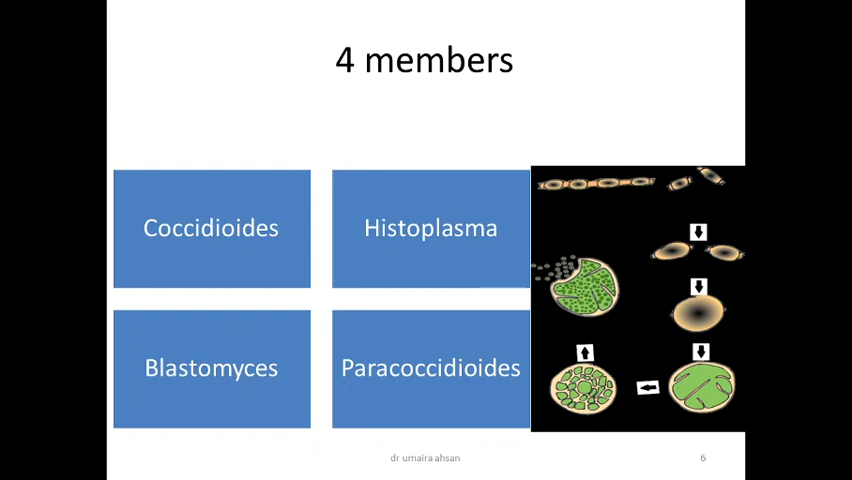 4 members
Coccidioides
Histoplasma
Blastomyces
Paracoccidioides
dr umaira ahsan
6